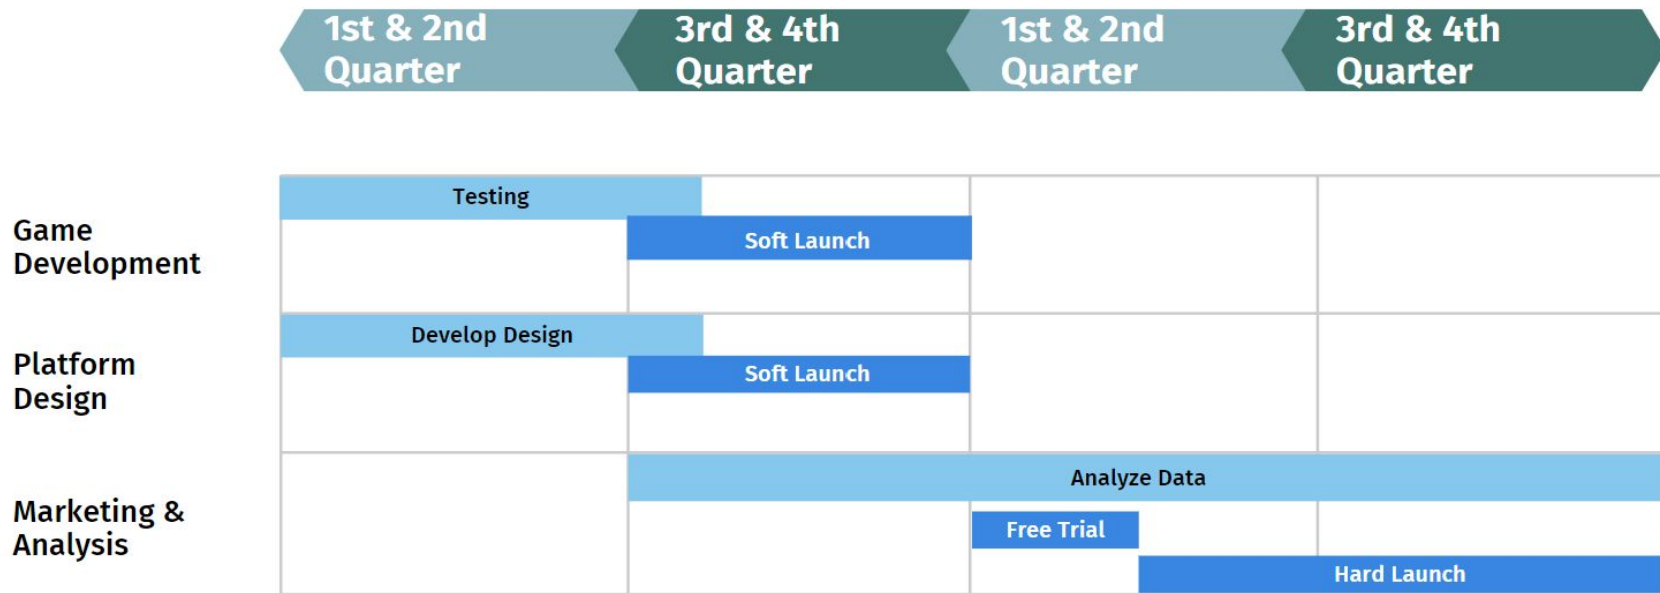 1st & 2nd
Quarter
3rd & 4th
Quarter
1st & 2nd
Quarter
3rd & 4th
Quarter
Game
Development
Testing
Soft Launch
Platform
Design
Develop Design
Soft Launch
Marketing &
Analysis
Analyze Data
Free Trial
Hard Launch